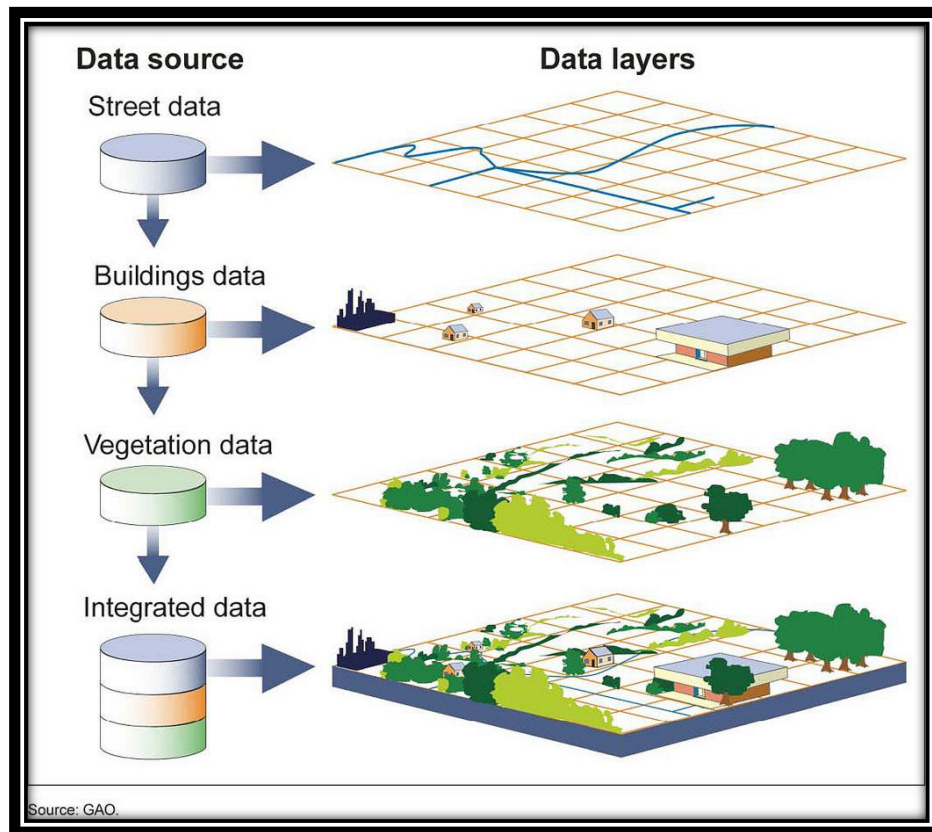 Data source
Data layers
Street data
Buildings data
Vegetation data
Integrated data
Source: GAO.